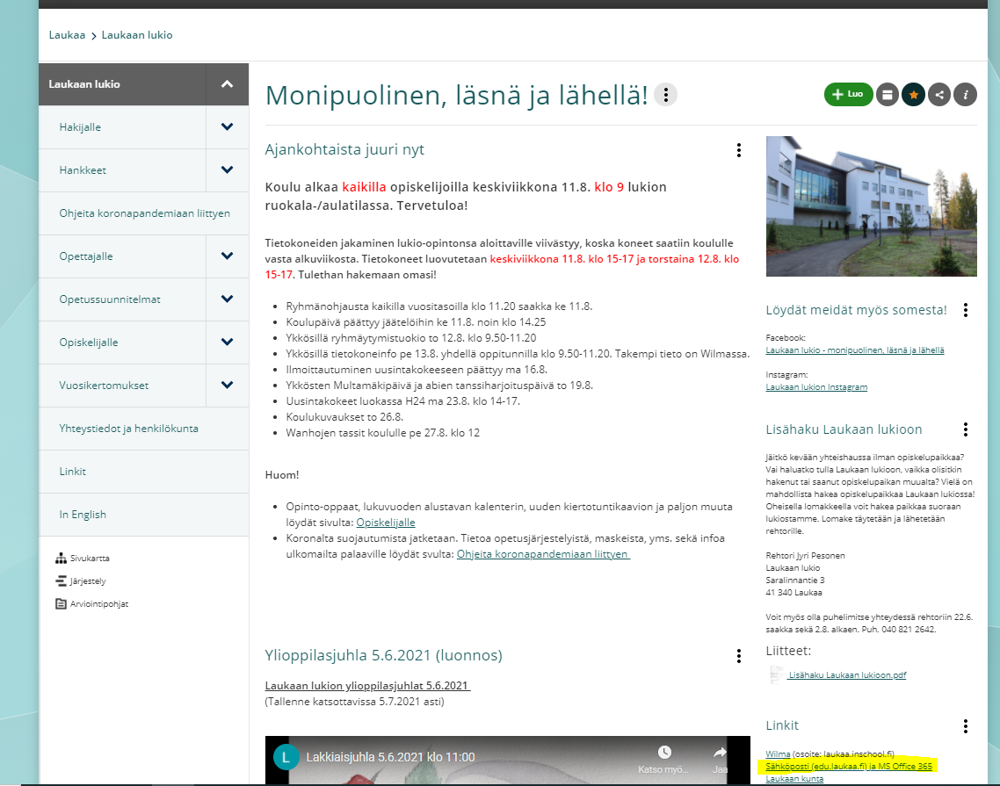 Laukaa > Laukaan lukio
Laukaan lukio
Hakijalle
Hankkeet
Ohjeita koronapandemiaan liittyen
Opettajalle
Opetussuunnitelmat
Opiskelijalle
Vuosikertomukset
Yhteystiedot ja henkilökunta
Linkit
In English
Sivukartta
Järjestely
Arviointipohjat
Monipuolinen, läsnä ja lähellä!
Luo
Ajankohtaista juuri nyt
Koulu alkaa kaikilla opiskelijoilla keskiviikkona 11.8. klo 9 lukion
ruokala-/aulatilassa. Tervetuloa!
Tietokoneiden jakaminen lukio-opintonsa aloittaville viivästyy, koska koneet saatiin koululle
vasta alkuviikosta. Tietokoneet luovutetaan keskiviikkona 11.8. klo 15-17 ja torstaina 12.8. klo
15-17. Tulethan hakemaan omasi!
• Ryhmänohjausta kaikilla vuositasoilla klo 11.20 saakka ke 11.8.
• Koulupäivä päättyy jäätelöihin ke 11.8. noin klo 14.25
• Ykkösillä ryhmäytymistuokio to 12.8. klo 9.50-11.20
• Ykkösillä tietokoneinfo pe 13.8. yhdellä oppitunnilla klo 9.50-11.20. Takempi tieto on Wilmassa.
• Ilmoittautuminen uusintakokeeseen päättyy ma 16.8.
• Ykkösten Multamäkipäivä ja abien tanssiharjoituspäivä to 19.8.
• Uusintakokeet luokassa H24 ma 23.8. klo 14-17.
• Koulukuvaukset to 26.8.
• Wanhojen tassit koululle pe 27.8. klo 12
Huom!
• Opinto-oppaat, lukuvuoden alustavan kalenterin, uuden kiertotuntikaavion ja paljon muuta
löydät sivulta: Opiskelijalle
• Koronalta suojautumista jatketaan. Tietoa opetusjärjestelyistä, maskeista, yms. sekä infoa
ulkomailta palaaville löydät svulta: Ohjeita koronapandemiaan liittyen
Ylioppilasjuhla 5.6.2021 (luonnos)
Laukaan lukion ylioppilasjuhlat 5.6.2021
(Tallenne katsottavissa 5.7.2021 asti)
L
Lakkiaisjuhla 5.6.2021 klo 11:00
Katso myö...
Jaa
Löydät meidät myös somesta!
Facebook:
Laukaan lukio - monipuolinen, läsnä ja lähellä
Instagram:
Laukaan lukion Instagram
Lisähaku Laukaan lukioon
Jäitkö kevään yhteishaussa ilman opiskelupaikkaa?
Vai haluatko tulla Laukaan lukioon, vaikka olisitkin
hakenut tai saanut opiskelupaikan muualta? Vielä on
mahdollista hakea opiskelupaikkaa Laukaan lukiossa!
Oheisella lomakkeella voit hakea paikkaa suoraan
lukiostamme. Lomake täytetään ja lähetetään
rehtorille.
Rehtori Jyri Pesonen
Laukaan lukio
Saralinnantie 3
41 340 Laukaa
Voit myös olla puhelimitse yhteydessä rehtoriin 22.6.
saakka sekä 2.8. alkaen. Puh. 040 821 2642.
Liitteet:
Lisähaku Laukaan lukioon.pdf
Linkit
Wilma (osoite: laukaa.inschool.fi)
Sähköposti (edu.laukaa.fi) ja MS Office 365
Laukaan kunta